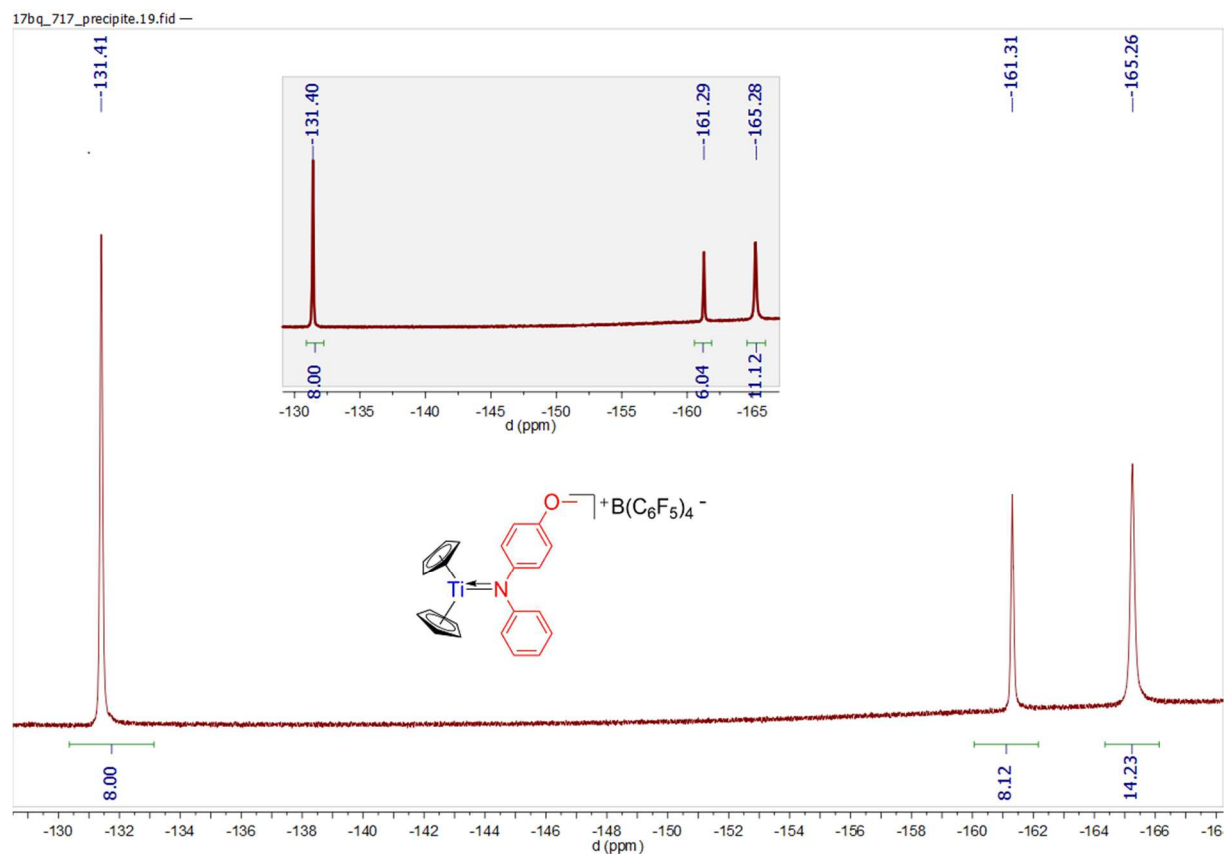 17bq_717_precipite.19.fid —
-131.41
-161.31
-165.26
-131.40
-161.29
-165.28
8.00
6.04
11.12
-130 -135 -140 -145 -150 -155 -160 -165
d (ppm)
O
+B(C6F5)4 -
Ti
N
8.00
8.12
14.23
-130 -132 -134 -136 -138 -140 -142 -144 -146 -148 -150 -152 -154 -156 -158 -160 -162 -164 -166
d (ppm)